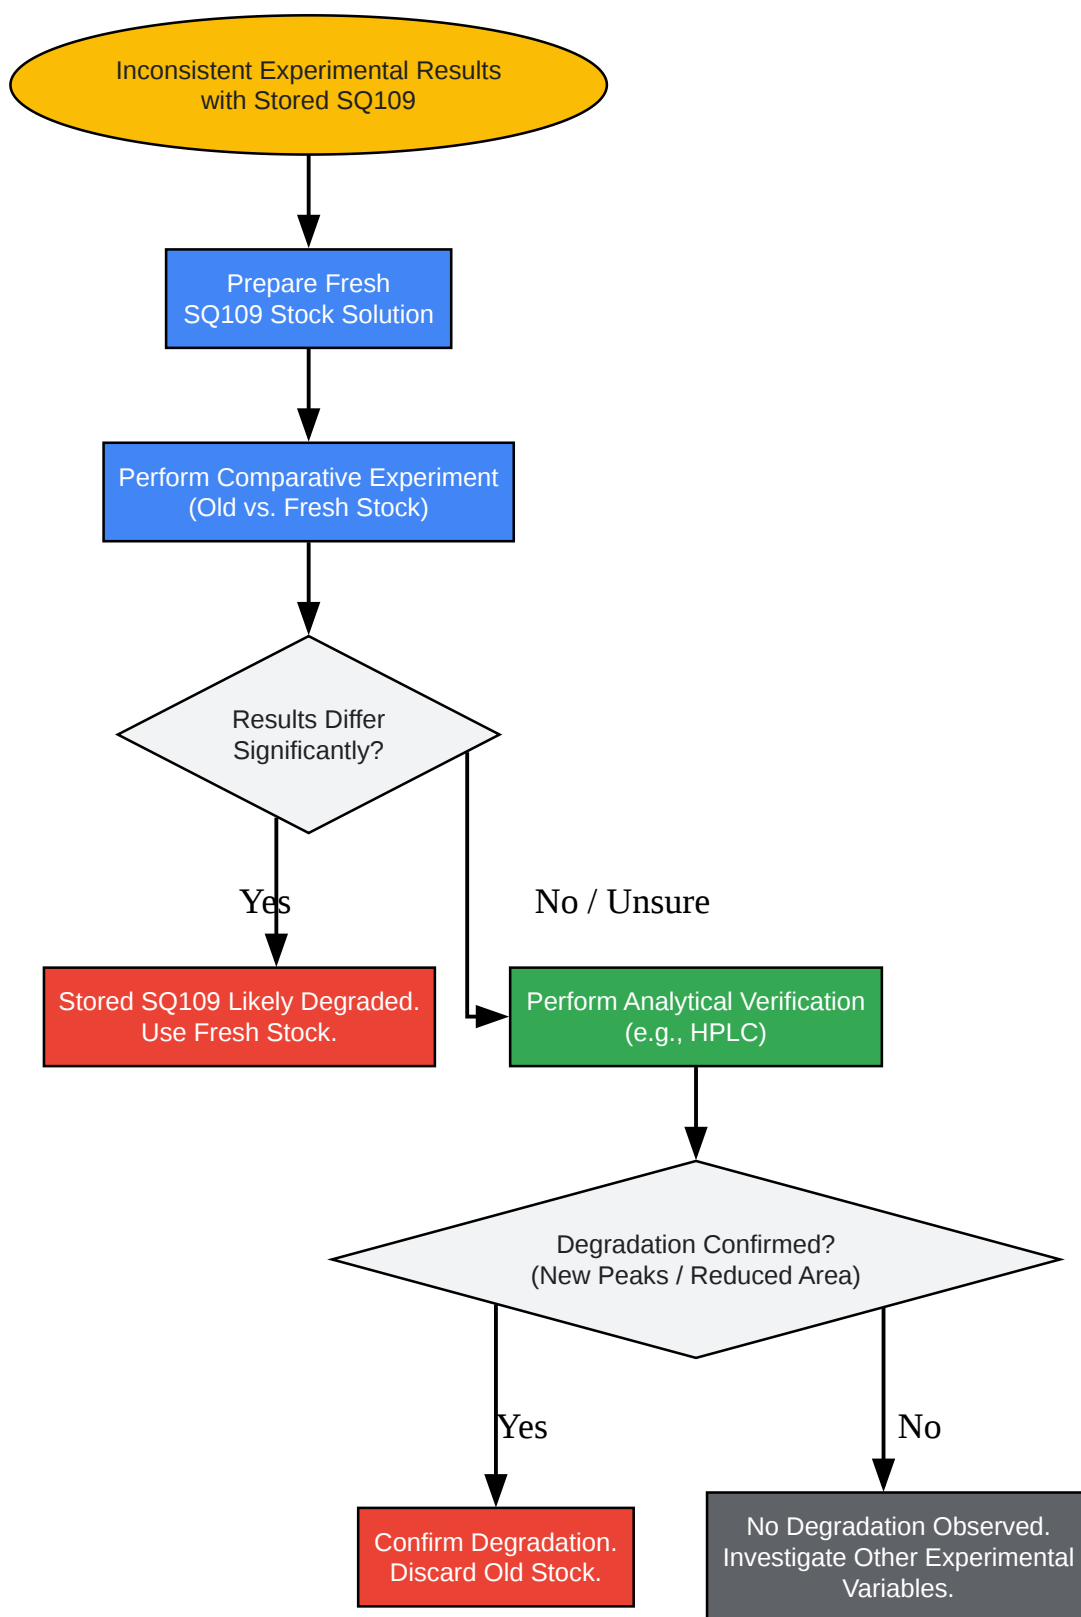 Inconsistent Experimental Results
with Stored SQ109
Prepare Fresh
SQ109 Stock Solution
Perform Comparative Experiment
(Old vs. Fresh Stock)
Results Differ
Significantly?
Yes
No / Unsure
Stored SQ109 Likely Degraded.
Use Fresh Stock.
Perform Analytical Verification
(e.g., HPLC)
Degradation Confirmed?
(New Peaks / Reduced Area)
Yes
No
Confirm Degradation.
Discard Old Stock.
No Degradation Observed.
Investigate Other Experimental
Variables.